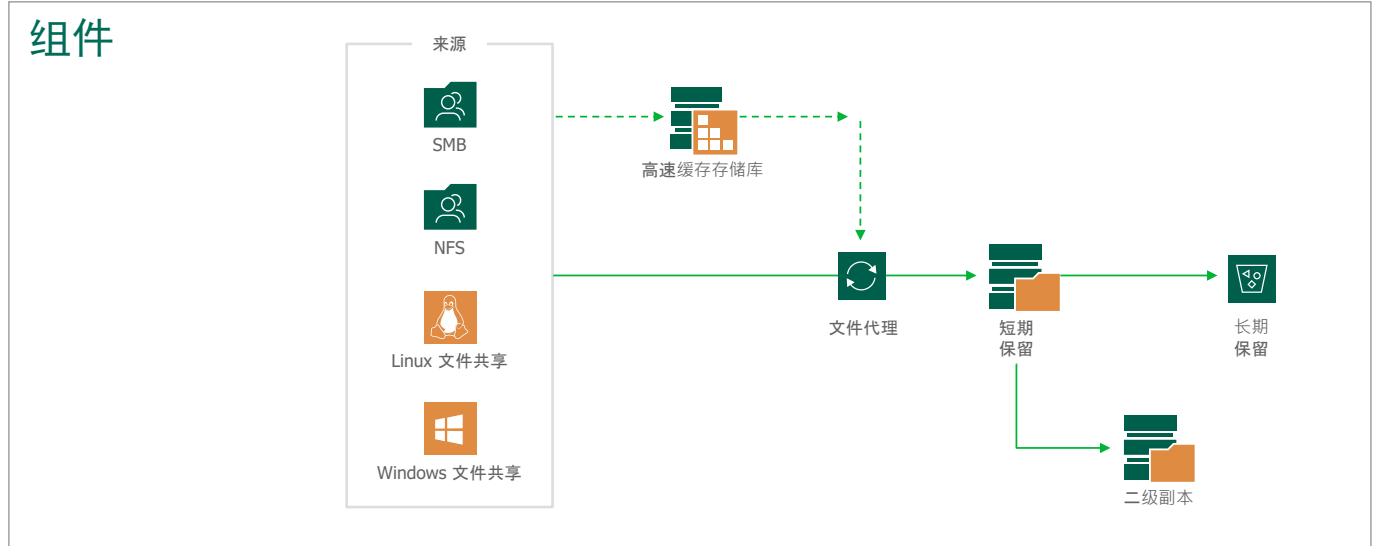 组件
来源
SMB
NFS
Linux 文件共享
Windows 文件共享
高速缓存存储库
文件代理
短期
保留
长期
保留
二级副本